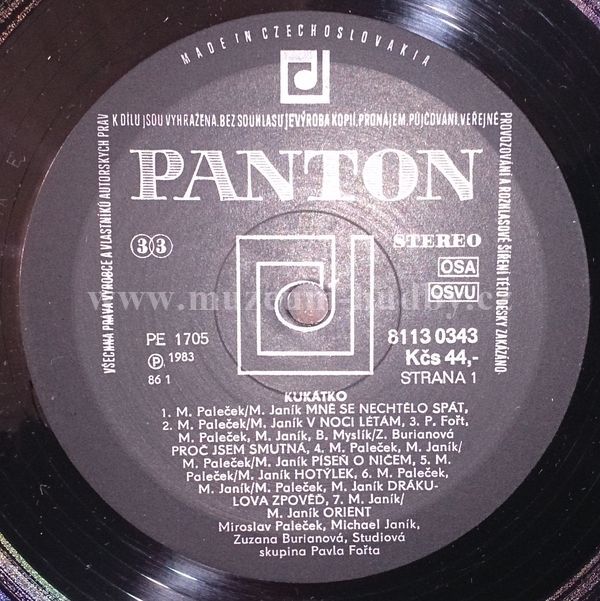 MADE IN CZECHOSLOVAKIA
VŠECHNA PRÁVA VÝROBCE A VLASTNÍKŮ AUTORSKÝCH PRÁV
K DÍLU JSOU VYHRAZENA. BEZ SOUHLASU JE VÝROBA KOPIÍ, PRONÁJEM, PŮJČOVÁNÍ, VEŘEJNÉ
PROVOZOVÁNÍ A ROZHLASOVÉ ŠÍŘENÍ TÉTO DESKY ZAKÁZÁNO
PANTON
33 STEREO
OSA
OSVU
www.muzeum-hudby.cz
PE 1705 8113 0343
Ⓟ 1983 Kčs 44,-
86 1 STRANA 1
KUKÁTKO
1. M. Paleček/M. Janík MNĚ SE NECHTĚLO SPÁT,
2. M. Paleček/M. Janík V NOCI LÉTÁM, 3. P. Fořt,
M. Paleček, M. Janík, B. Myslík/Z. Burianová
PROČ JSEM SMUTNÁ, 4. M. Paleček, M. Janík/
M. Paleček/M. Janík PÍSEŇ O NIČEM, 5. M.
Paleček/M. Janík HOTÝLEK, 6. M. Paleček,
M. Janík/M. Paleček, M. Janík DRÁKU-
LOVA ZPOVĚĎ, 7. M. Janík/
M. Janík ORIENT
Miroslav Paleček, Michael Janík,
Zuzana Burianová, Studiová
skupina Pavla Fořta